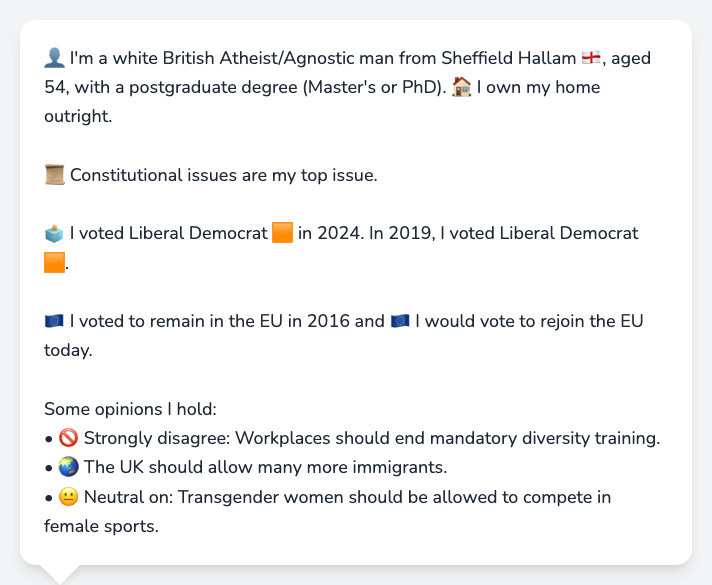 👤 I'm a white British Atheist/Agnostic man from Sheffield Hallam 🏴󠁧󠁢󠁥󠁮󠁧󠁿, aged
54, with a postgraduate degree (Master's or PhD). 🏠 I own my home
outright.
📜 Constitutional issues are my top issue.
🗳️ I voted Liberal Democrat 🟧 in 2024. In 2019, I voted Liberal Democrat
🟧.
🇪🇺 I voted to remain in the EU in 2016 and 🇪🇺 I would vote to rejoin the EU
today.
Some opinions I hold:
• 🚫 Strongly disagree: Workplaces should end mandatory diversity training.
• 🌏 The UK should allow many more immigrants.
• 😐 Neutral on: Transgender women should be allowed to compete in
female sports.